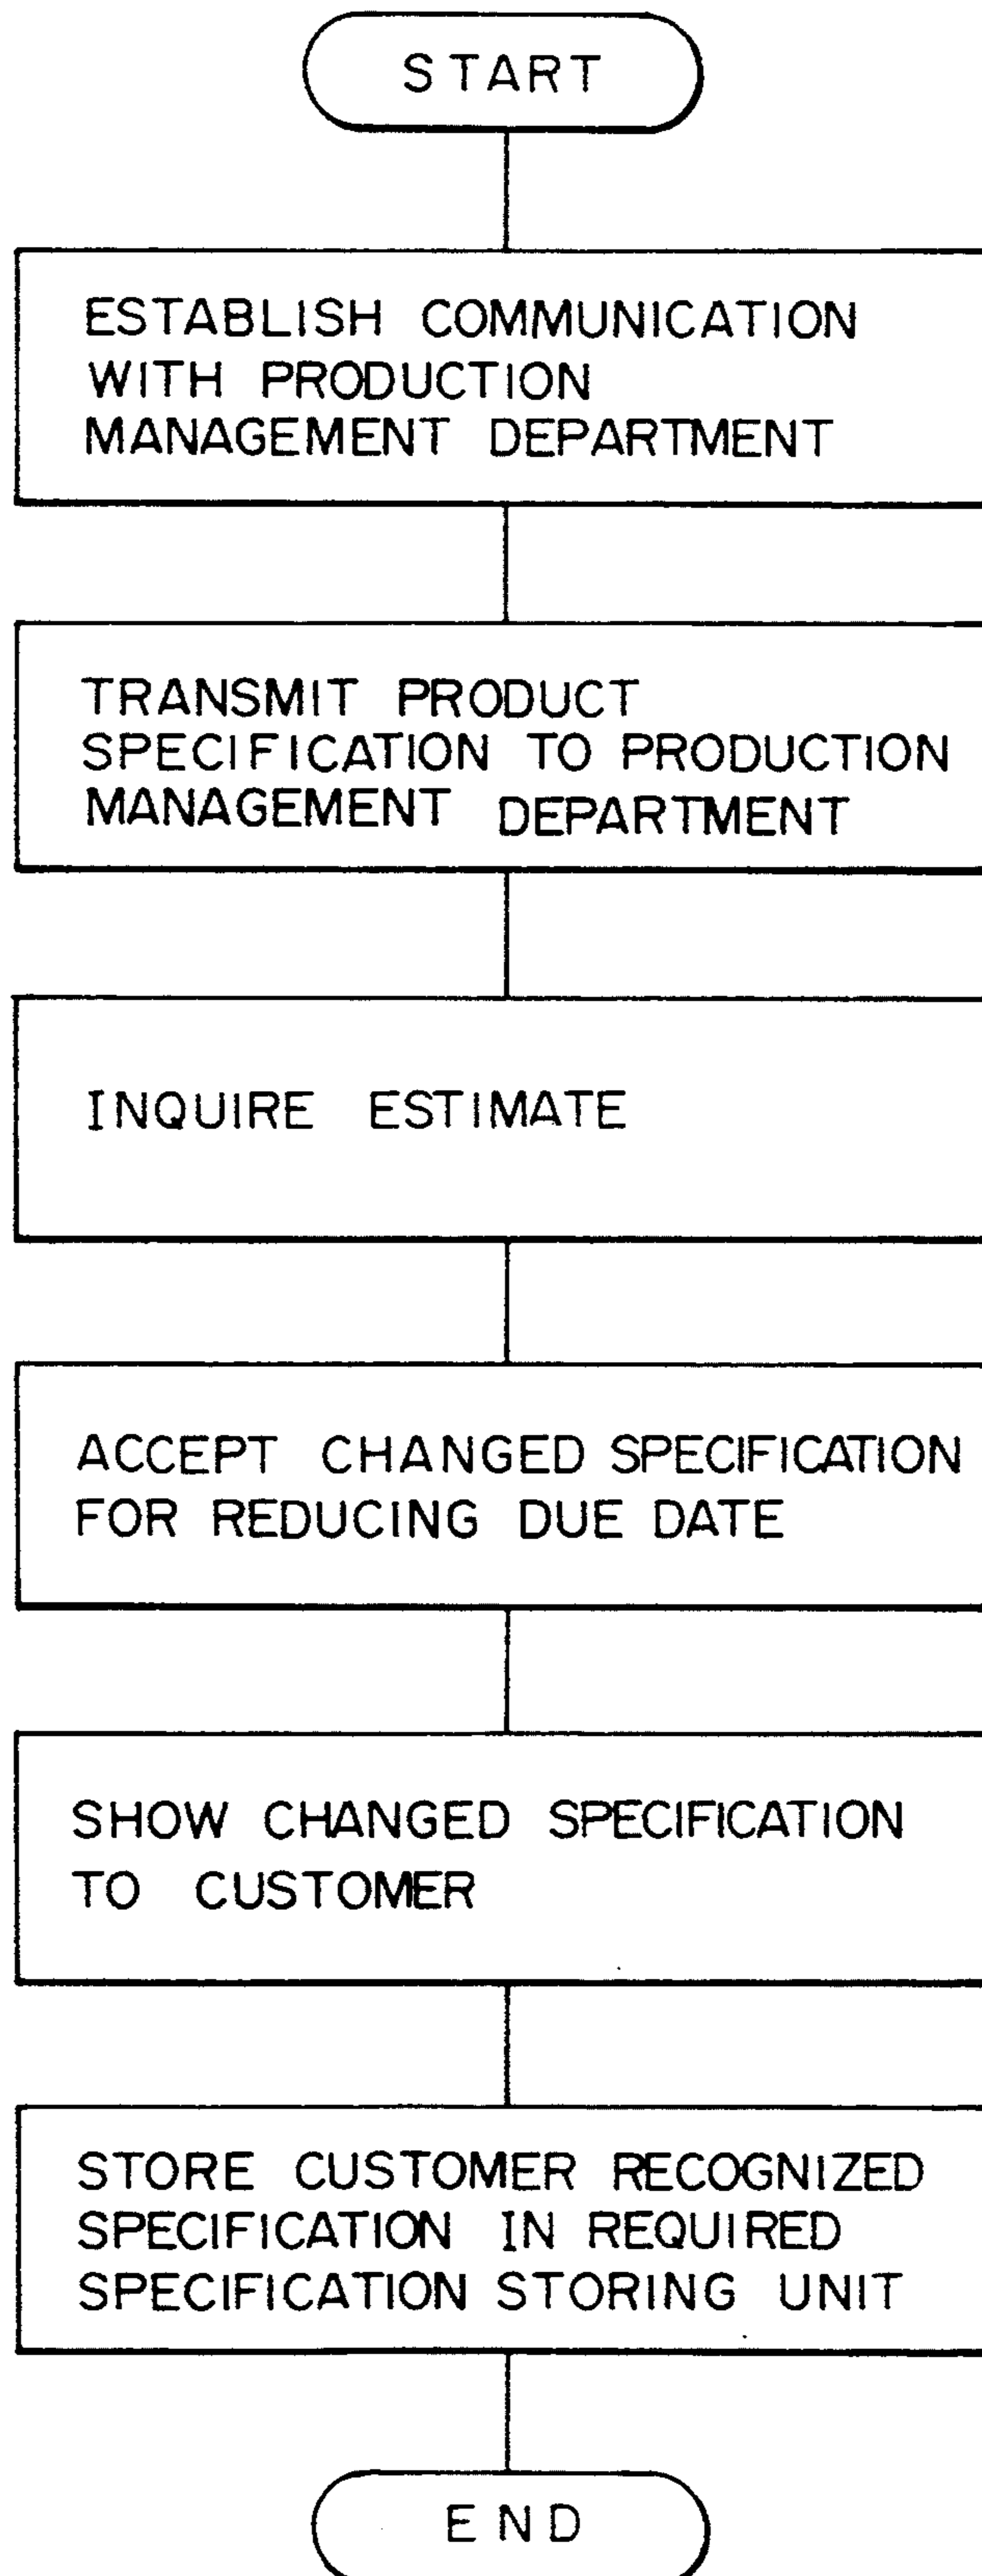 START
ESTABLISH COMMUNICATION
WITH PRODUCTION
MANAGEMENT DEPARTMENT
TRANSMIT PRODUCT
SPECIFICATION TO PRODUCTION
MANAGEMENT DEPARTMENT
INQUIRE ESTIMATE
ACCEPT CHANGED SPECIFICATION
FOR REDUCING DUE DATE
SHOW CHANGED SPECIFICATION
TO CUSTOMER
STORE CUSTOMER RECOGNIZED
SPECIFICATION IN REQUIRED
SPECIFICATION STORING UNIT
END